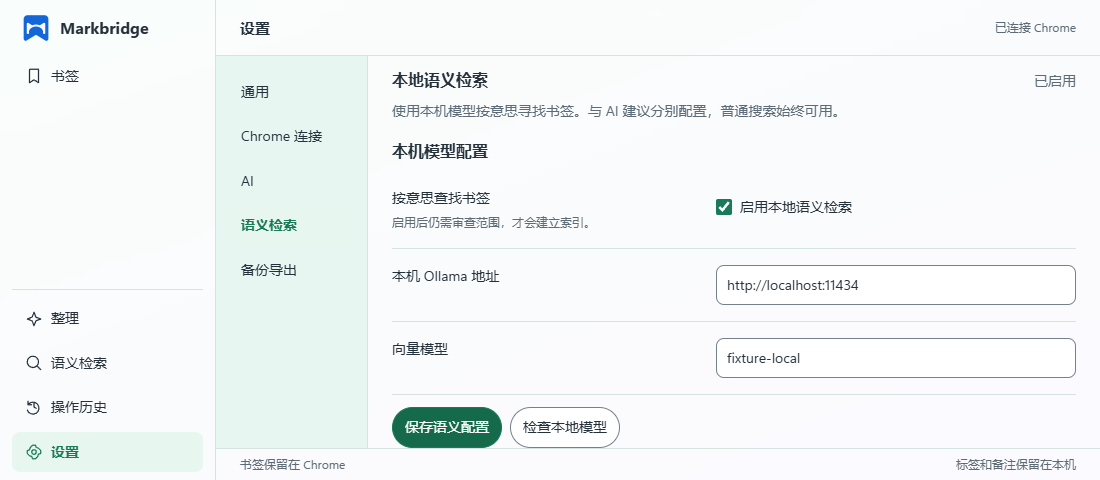 Markbridge
书签
整理
语义检索
操作历史
设置
设置
已连接 Chrome
通用
Chrome 连接
AI
语义检索
备份导出
本地语义检索
已启用
使用本机模型按意思寻找书签。与 AI 建议分别配置，普通搜索始终可用。
本机模型配置
按意思查找书签
启用后仍需审查范围，才会建立索引。
启用本地语义检索
本机 Ollama 地址
http://localhost:11434
向量模型
fixture-local
保存语义配置
检查本地模型
书签保留在 Chrome
标签和备注保留在本机